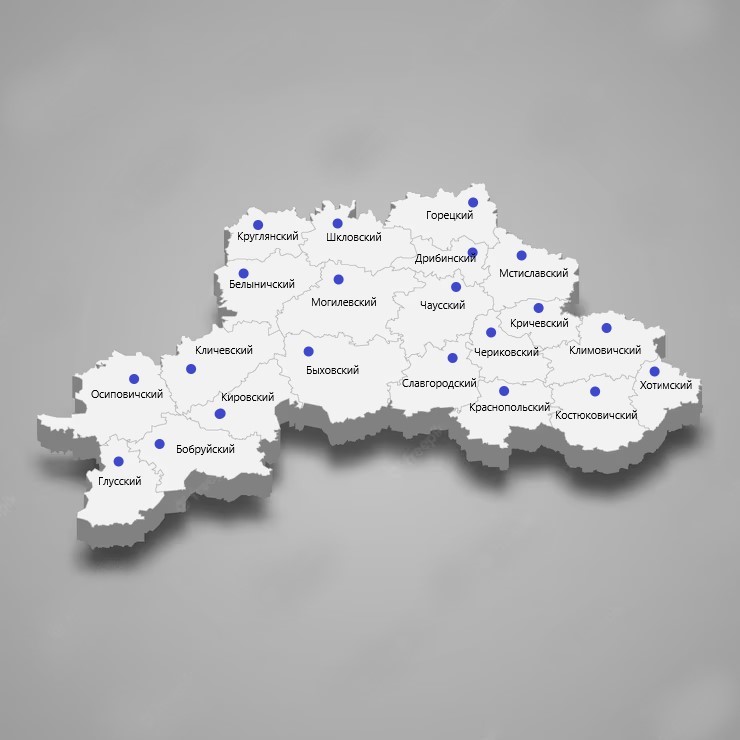 Горецкий
Круглянский
Шкловский
Дрибинский
Мстиславский
Белыничский
Могилевский
Чаусский
Кричевский
Кличевский
Чериковский
Климовичский
Быховский
Славгородский
Хотимский
Осиповичский
Кировский
Краснопольский
Костюковичский
Бобруйский
Глусский